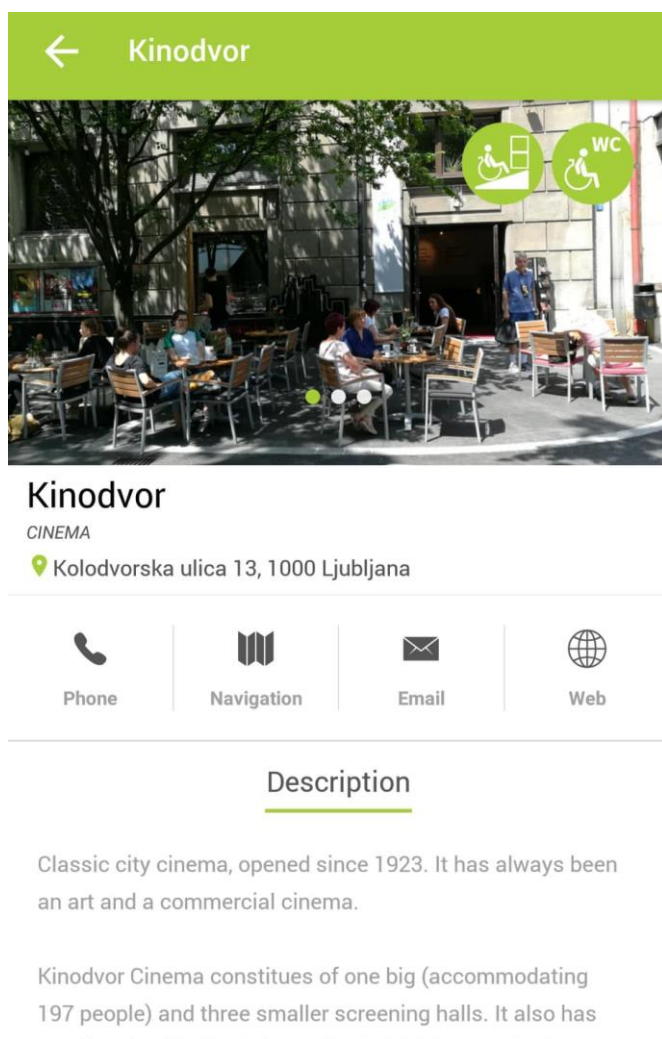 Kinodvor
WC
Kinodvor
CINEMA
Kolodvorska ulica 13, 1000 Ljubljana
Phone
Navigation
Email
Web
Description
Classic city cinema, opened since 1923. It has always been
an art and a commercial cinema.
Kinodvor Cinema constitues of one big (accommodating
197 people) and three smaller screening halls. It also has